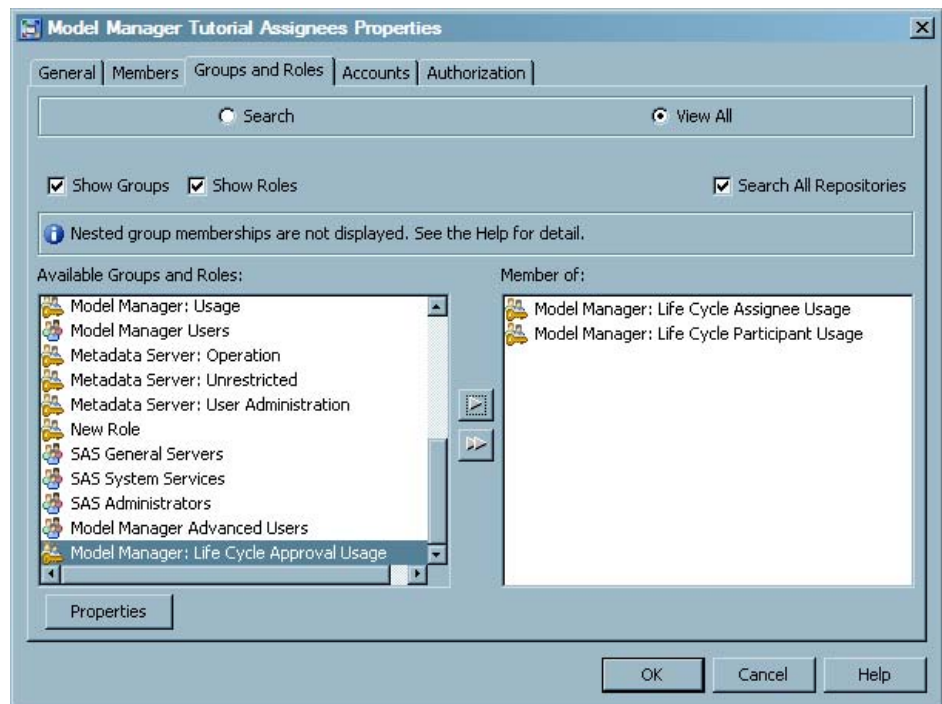 Model Manager Tutorial Assignees Properties
General Members Groups and Roles Accounts Authorization
Search View All
Show Groups Show Roles Search All Repositories
Nested group memberships are not displayed. See the Help for detail.
Available Groups and Roles: Member of:
Model Manager: Usage
Model Manager Users
Metadata Server: Operation
Metadata Server: Unrestricted
Metadata Server: User Administration
New Role
SAS General Servers
SAS System Services
SAS Administrators
Model Manager Advanced Users
Model Manager: Life Cycle Approval Usage
Model Manager: Life Cycle Assignee Usage
Model Manager: Life Cycle Participant Usage
Properties
OK Cancel Help